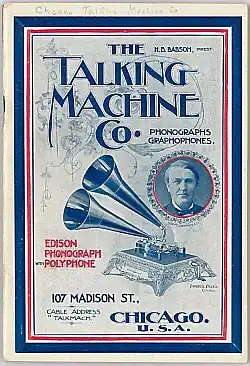 Chicago Talking Machine Co
THE
H.B. BABSON, PREST
TALKING
MACHINE
CO.
PHONOGRAPHS
GRAPHOPHONES.
EDISON
PHONOGRAPH
WITH POLYPHONE
107 MADISON ST.,
CABLE ADDRESS
"TALKMACH."
CHICAGO.
U.S.A.